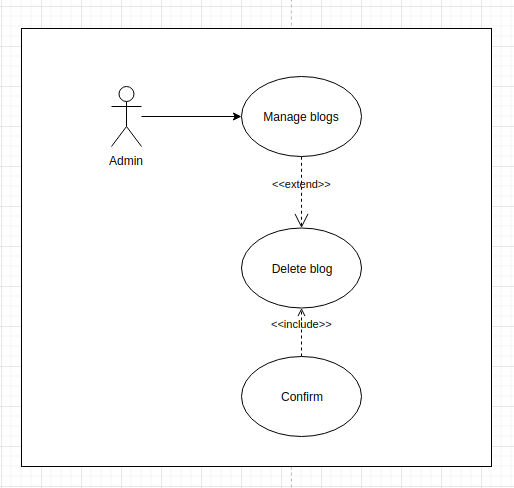 Manage blogs
Admin
<<extend>>
Delete blog
<<include>>
Confirm